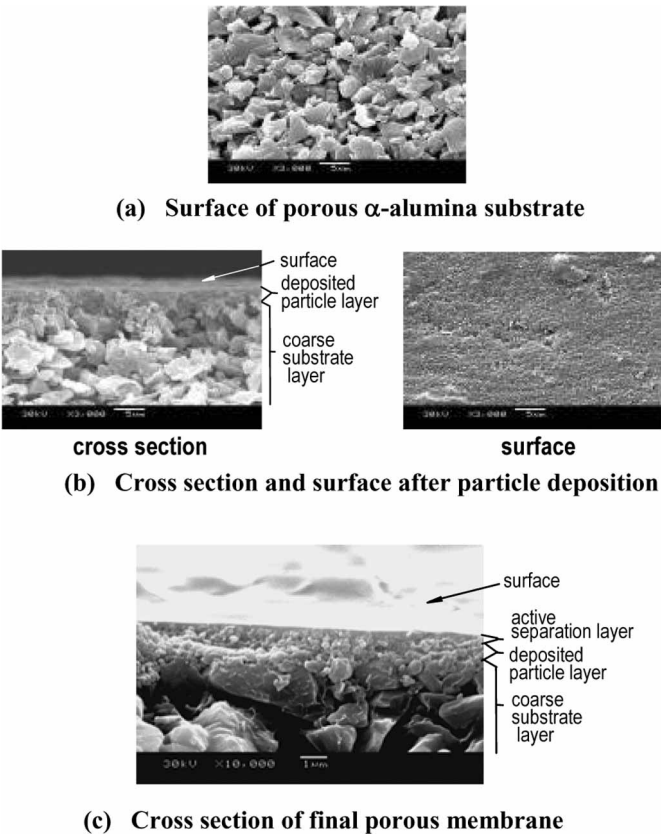 30kV X3,000 5µm
(a) Surface of porous α-alumina substrate
surface
deposited
particle layer
coarse
substrate
layer
30kV X3,000 5µm
cross section
30kV X3,000 5µm
surface
(b) Cross section and surface after particle deposition
surface
active
separation layer
deposited
particle layer
coarse
substrate
layer
30kV X10,000 1µm
(c) Cross section of final porous membrane